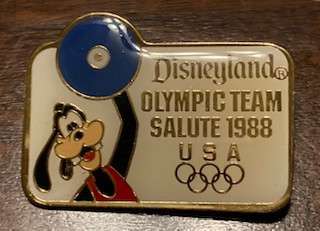 Disneyland®
OLYMPIC TEAM
SALUTE 1988
USA